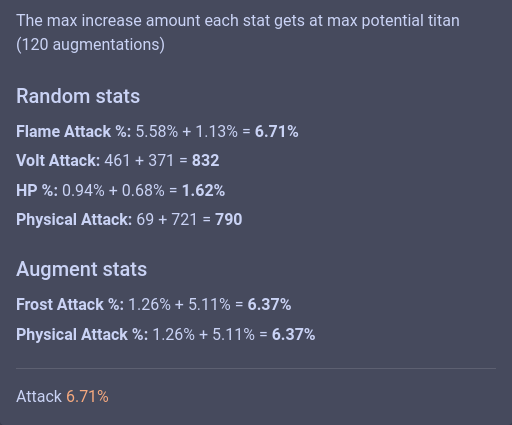 The max increase amount each stat gets at max potential titan
(120 augmentations)
Random stats
Flame Attack %: 5.58% + 1.13% = 6.71%
Volt Attack: 461 + 371 = 832
HP %: 0.94% + 0.68% = 1.62%
Physical Attack: 69 + 721 = 790
Augment stats
Frost Attack %: 1.26% + 5.11% = 6.37%
Physical Attack %: 1.26% + 5.11% = 6.37%
Attack 6.71%